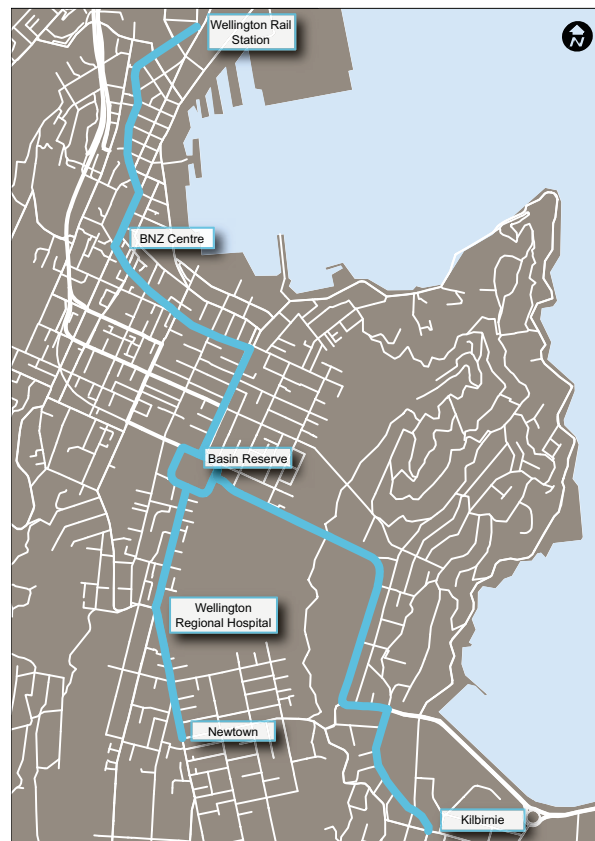 Wellington Rail
Station
N
BNZ Centre
Basin Reserve
Wellington
Regional Hospital
Newtown
Kilbirnie